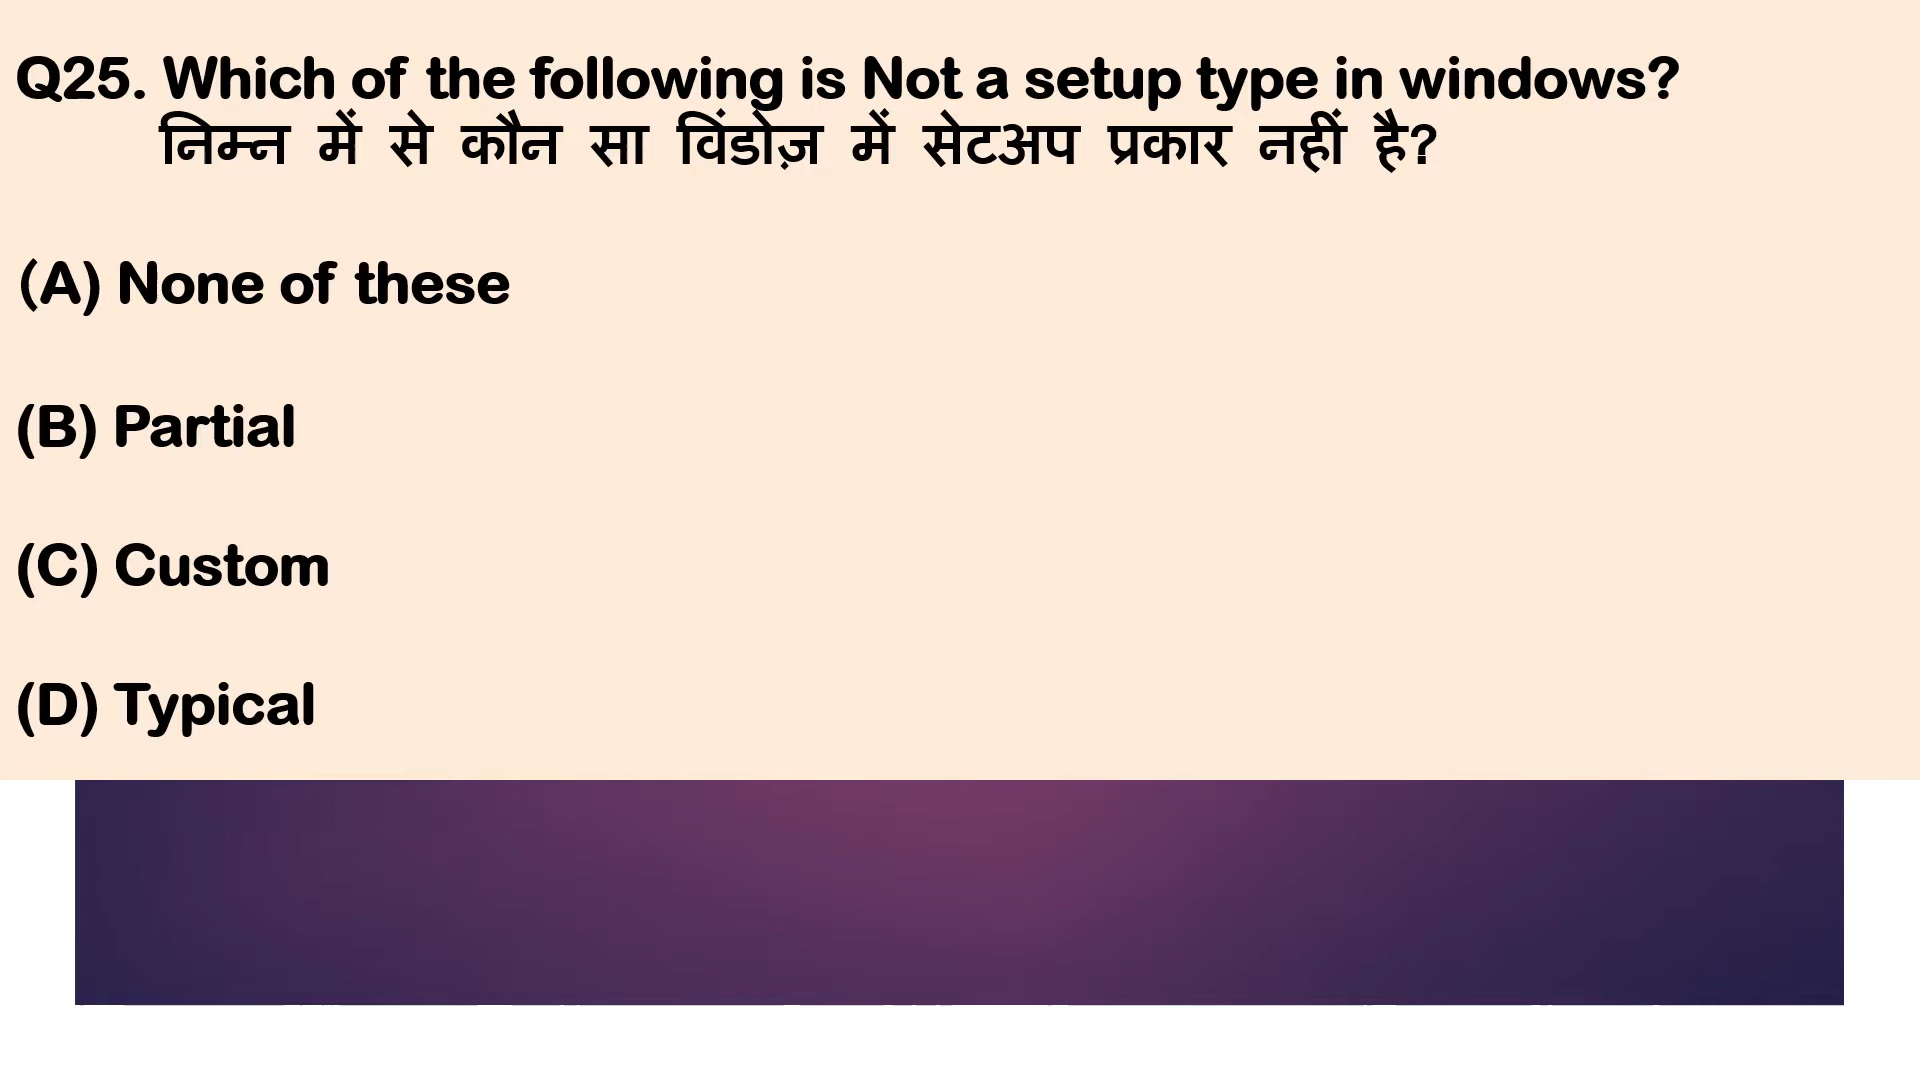 Q25. Which of the following is Not a setup type in windows?
निम्न में से कौन सा विंडोज़ में सेटअप प्रकार नहीं है?
(A) None of these
(B) Partial
(C) Custom
(D) Typical